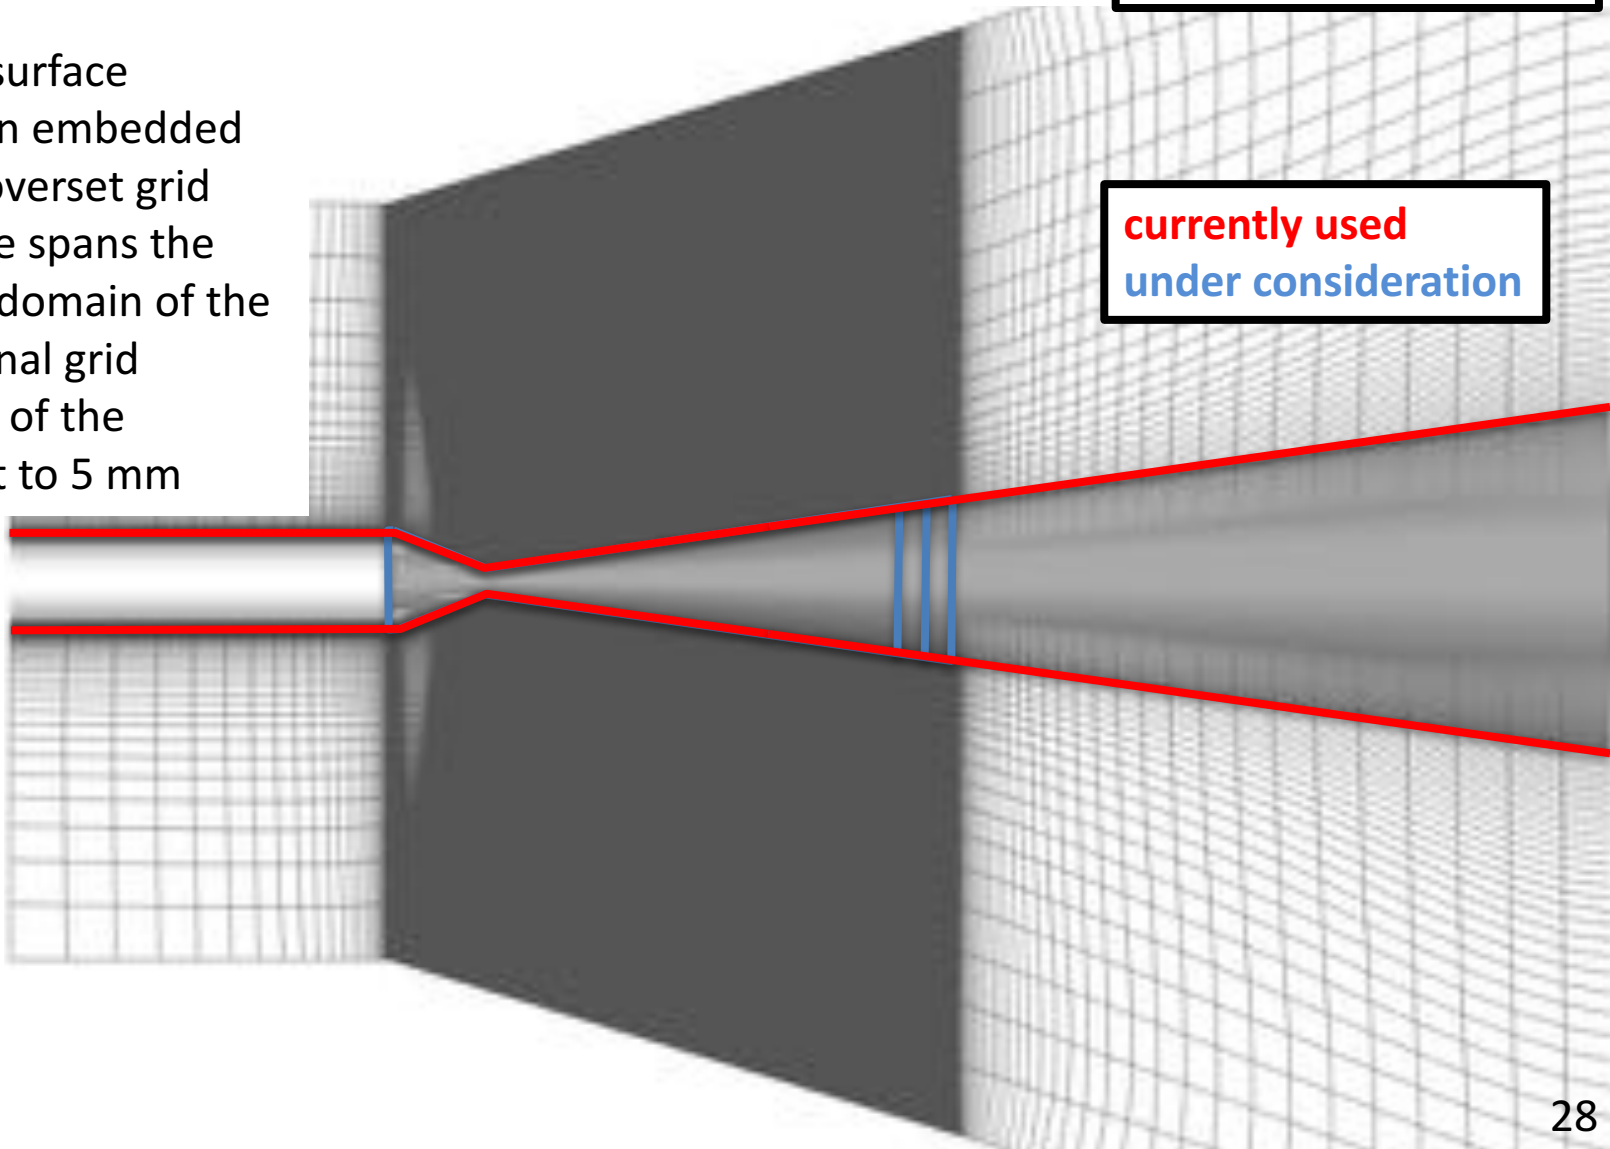 surface
n embedded
overset grid
e spans the
domain of the
nal grid
of the
t to 5 mm
currently used
under consideration
28